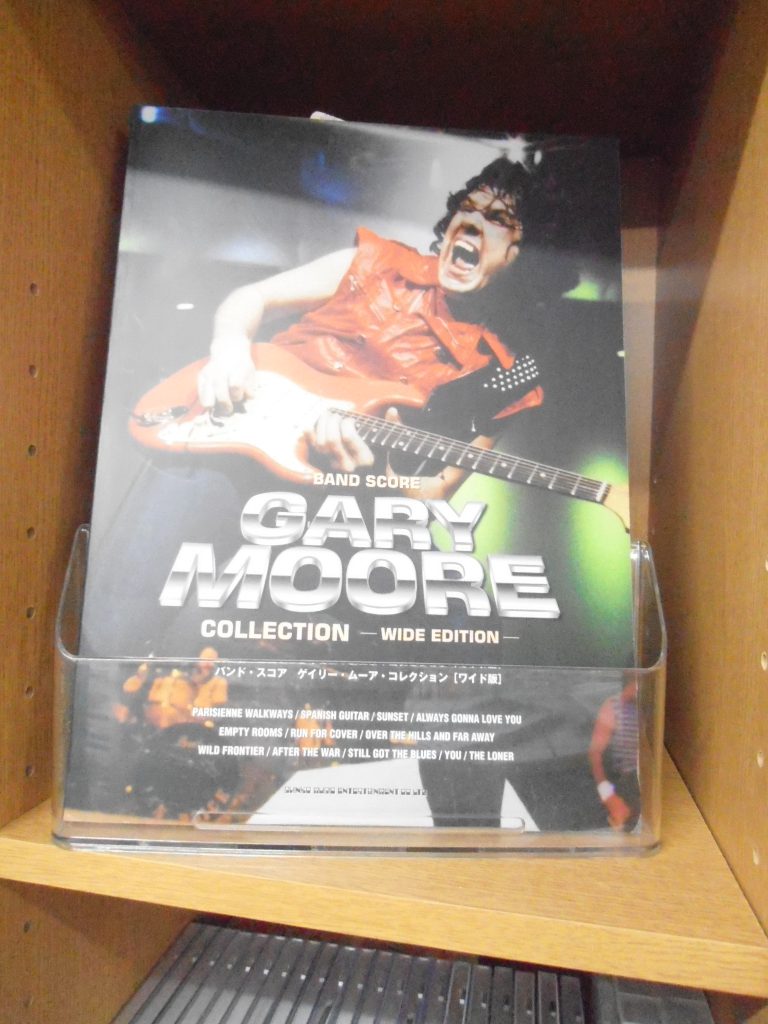 BAND SCORE
GARY
MOORE
COLLECTION —WIDE EDITION—
バンド・スコア ゲイリー・ムーア・コレクション [ワイド版]
PARISIENNE WALKWAYS / SPANISH GUITAR / SUNSET / ALWAYS GONNA LOVE YOU
EMPTY ROOMS / RUN FOR COVER / OVER THE HILLS AND FAR AWAY
WILD FRONTIER / AFTER THE WAR / STILL GOT THE BLUES / YOU / THE LONER